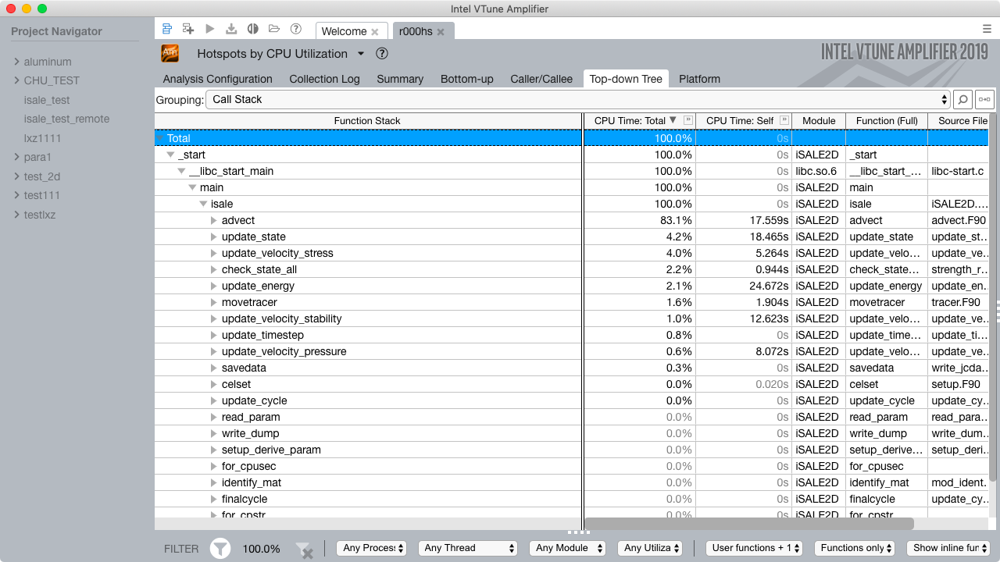 Intel VTune Amplifier
Project Navigator
aluminum
CHU_TEST
isale_test
isale_test_remote
lxz1111
para1
test_2d
test111
testlxz
Welcome
r000hs
Am
Hotspots by CPU Utilization
INTEL VTUNE AMPLIFIER 2019
Analysis Configuration Collection Log Summary Bottom-up Caller/Callee Top-down Tree Platform
Grouping: Call Stack
Function Stack CPU Time: Total CPU Time: Self Module Function (Full) Source File
Total 100.0% 0s
_start 100.0% 0s iSALE2D _start
__libc_start_main 100.0% 0s libc.so.6 __libc_start_... libc-start.c
main 100.0% 0s iSALE2D main
isale 100.0% 0s iSALE2D isale iSALE2D....
advect 83.1% 17.559s iSALE2D advect advect.F90
update_state 4.2% 18.465s iSALE2D update_state update_st...
update_velocity_stress 4.0% 5.264s iSALE2D update_velo... update_ve...
check_state_all 2.2% 0.944s iSALE2D check_state... strength_r...
update_energy 2.1% 24.672s iSALE2D update_energy update_en...
movetracer 1.6% 1.904s iSALE2D movetracer tracer.F90
update_velocity_stability 1.0% 12.623s iSALE2D update_velo... update_ve...
update_timestep 0.8% 0s iSALE2D update_time... update_ti...
update_velocity_pressure 0.6% 8.072s iSALE2D update_velo... update_ve...
savedata 0.3% 0s iSALE2D savedata write_jcda...
celset 0.0% 0.020s iSALE2D celset setup.F90
update_cycle 0.0% 0s iSALE2D update_cycle update_cy...
read_param 0.0% 0s iSALE2D read_param read_para...
write_dump 0.0% 0s iSALE2D write_dump write_dum...
setup_derive_param 0.0% 0s iSALE2D setup_derive... setup_deri...
for_cpusec 0.0% 0s iSALE2D for_cpusec
identify_mat 0.0% 0s iSALE2D identify_mat mod_ident...
finalcycle 0.0% 0s iSALE2D finalcycle update_cy...
for_cpstr 0.0% 0s iSALE2D for_cpstr
FILTER 100.0% Any Process Any Thread Any Module Any Utiliza User functions + 1 Functions only Show inline fun